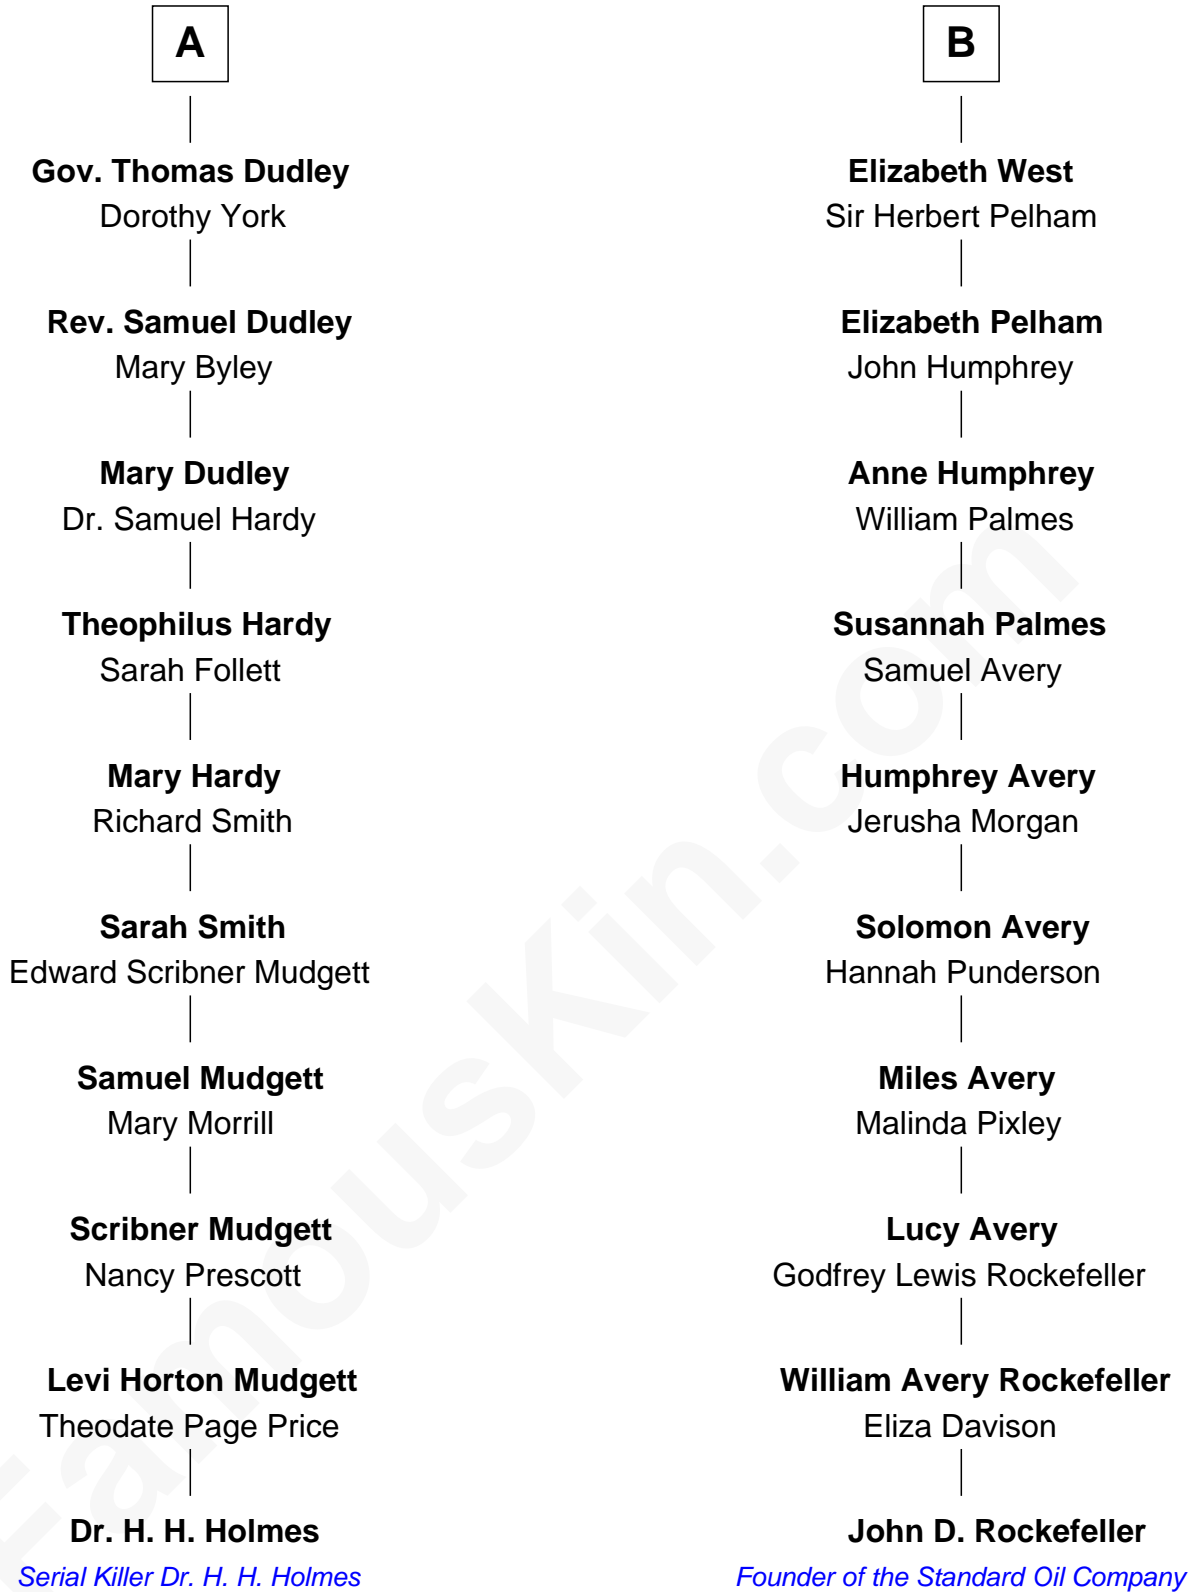 A
Gov. Thomas Dudley
Dorothy York
Rev. Samuel Dudley
Mary Byley
Mary Dudley
Dr. Samuel Hardy
Theophilus Hardy
Sarah Follett
Mary Hardy
Richard Smith
Sarah Smith
Edward Scribner Mudgett
Samuel Mudgett
Mary Morrill
Scribner Mudgett
Nancy Prescott
Levi Horton Mudgett
Theodate Page Price
Dr. H. H. Holmes
Serial Killer Dr. H. H. Holmes
B
Elizabeth West
Sir Herbert Pelham
Elizabeth Pelham
John Humphrey
Anne Humphrey
William Palmes
Susannah Palmes
Samuel Avery
Humphrey Avery
Jerusha Morgan
Solomon Avery
Hannah Punderson
Miles Avery
Malinda Pixley
Lucy Avery
Godfrey Lewis Rockefeller
William Avery Rockefeller
Eliza Davison
John D. Rockefeller
Founder of the Standard Oil Company
FamousKin.com